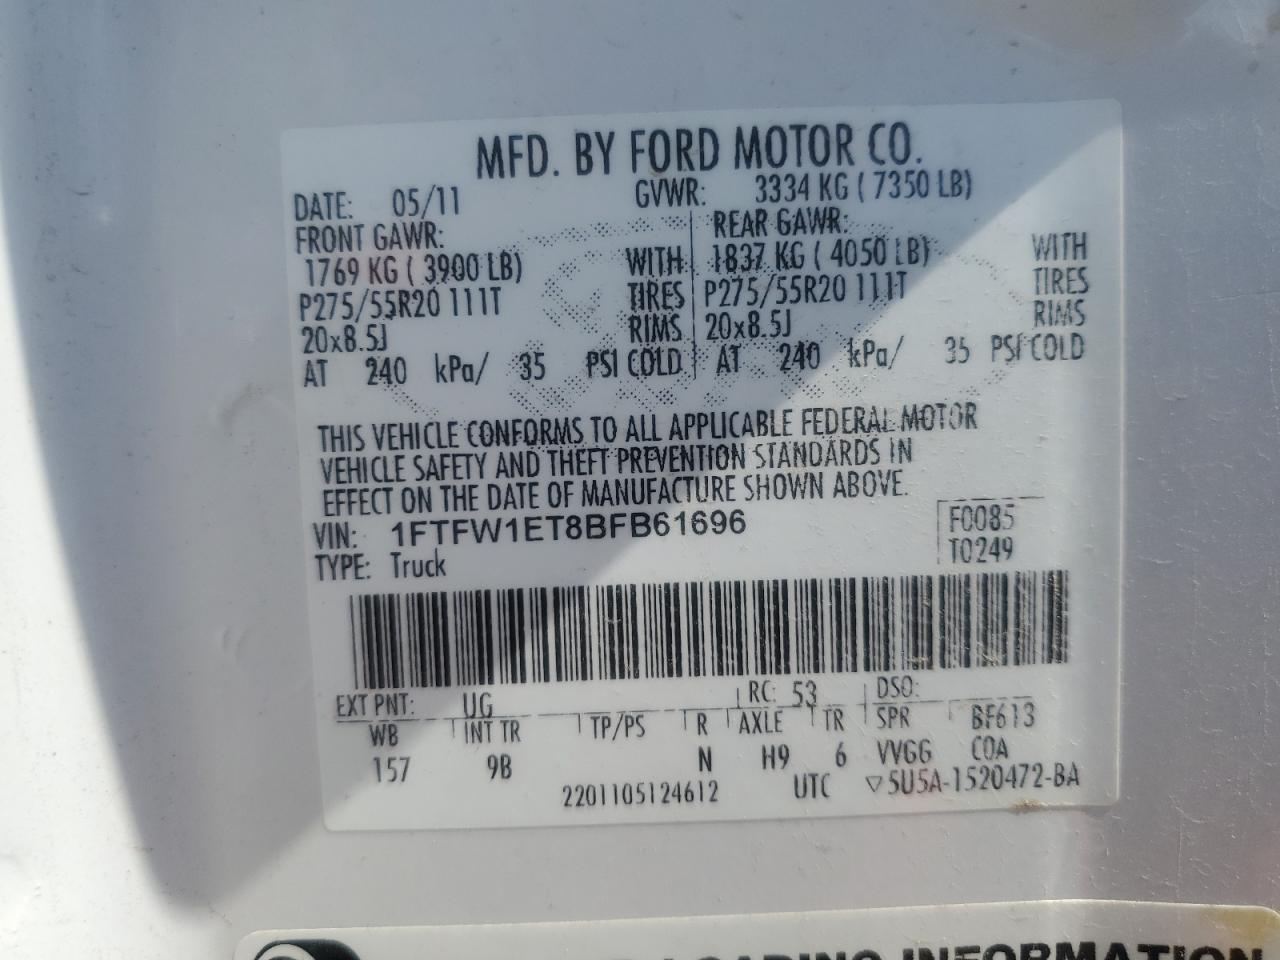 MFD. BY FORD MOTOR CO.
DATE: 05/11 GVWR: 3334 KG ( 7350 LB)
FRONT GAWR: REAR GAWR:
1769 KG ( 3900 LB) WITH 1837 KG ( 4050 LB) WITH
P275/55R20 111T TIRES P275/55R20 111T TIRES
20x8.5J RIMS 20x8.5J RIMS
AT 240 kPa/ 35 PSI COLD AT 240 kPa/ 35 PSI COLD
THIS VEHICLE CONFORMS TO ALL APPLICABLE FEDERAL MOTOR
VEHICLE SAFETY AND THEFT PREVENTION STANDARDS IN
EFFECT ON THE DATE OF MANUFACTURE SHOWN ABOVE.
VIN: 1FTFW1ET8BFB61696 F0085
TYPE: Truck T0249
EXT PNT: UG RC: 53 DSO:
WB INT TR TP/PS R AXLE TR SPR BF613
157 9B N H9 6 VVGG COA
2201105124612 UTC ▽5U5A-1520472-BA
LOADING INFORMATION